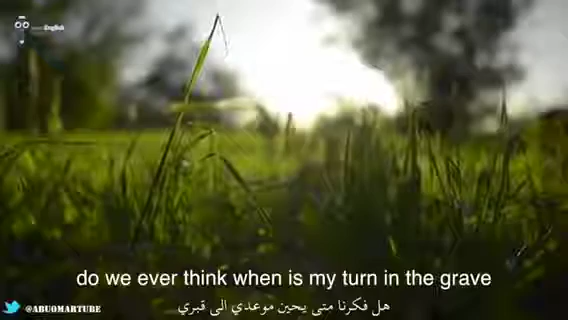 English
do we ever think when is my turn in the grave
هل فكرنا متى يحين موعدي الى قبري
@ABUOMARTUBE